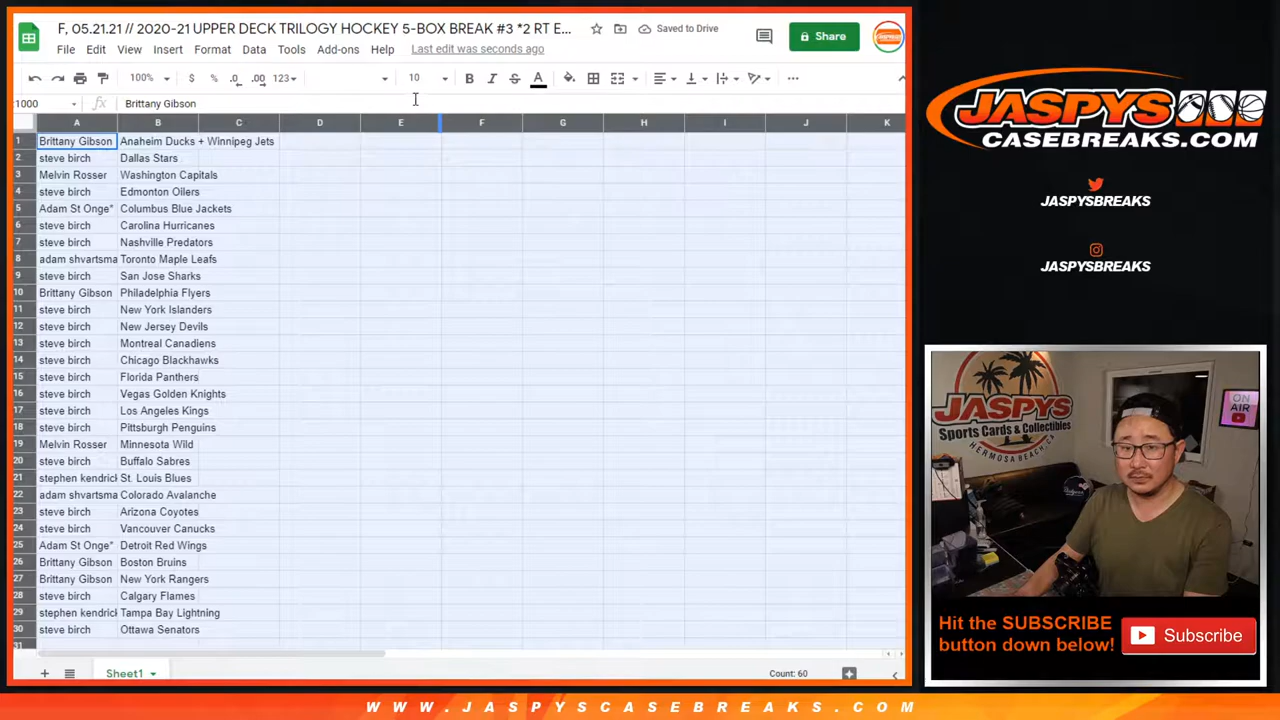 F, 05.21.21 // 2020-21 UPPER DECK TRILOGY HOCKEY 5-BOX BREAK #3 *2 RT E...
Saved to Drive
Share
File Edit View Insert Format Data Tools Add-ons Help Last edit was seconds ago
100% $ % .0 .00 123 10 B I S A
1000 fx Brittany Gibson
A B C D E F G H I J K
1 Brittany Gibson Anaheim Ducks + Winnipeg Jets
2 steve birch Dallas Stars
3 Melvin Rosser Washington Capitals
4 steve birch Edmonton Oilers
5 Adam St Onge* Columbus Blue Jackets
6 steve birch Carolina Hurricanes
7 steve birch Nashville Predators
8 adam shvartsma Toronto Maple Leafs
9 steve birch San Jose Sharks
10 Brittany Gibson Philadelphia Flyers
11 steve birch New York Islanders
12 steve birch New Jersey Devils
13 steve birch Montreal Canadiens
14 steve birch Chicago Blackhawks
15 steve birch Florida Panthers
16 steve birch Vegas Golden Knights
17 steve birch Los Angeles Kings
18 steve birch Pittsburgh Penguins
19 Melvin Rosser Minnesota Wild
20 steve birch Buffalo Sabres
21 stephen kendrick St. Louis Blues
22 adam shvartsma Colorado Avalanche
23 steve birch Arizona Coyotes
24 steve birch Vancouver Canucks
25 Adam St Onge* Detroit Red Wings
26 Brittany Gibson Boston Bruins
27 Brittany Gibson New York Rangers
28 steve birch Calgary Flames
29 stephen kendrick Tampa Bay Lightning
30 steve birch Ottawa Senators
31
Sheet1
Count: 60
JASPYS
CASEBREAKS.COM
JASPYSBREAKS
JASPYSBREAKS
JASPYS
Sports Cards & Collectibles
HERMOSA BEACH, CA
ON
AIR
Hit the SUBSCRIBE
button down below!
Subscribe
WWW.JASPYSCASEBREAKS.COM